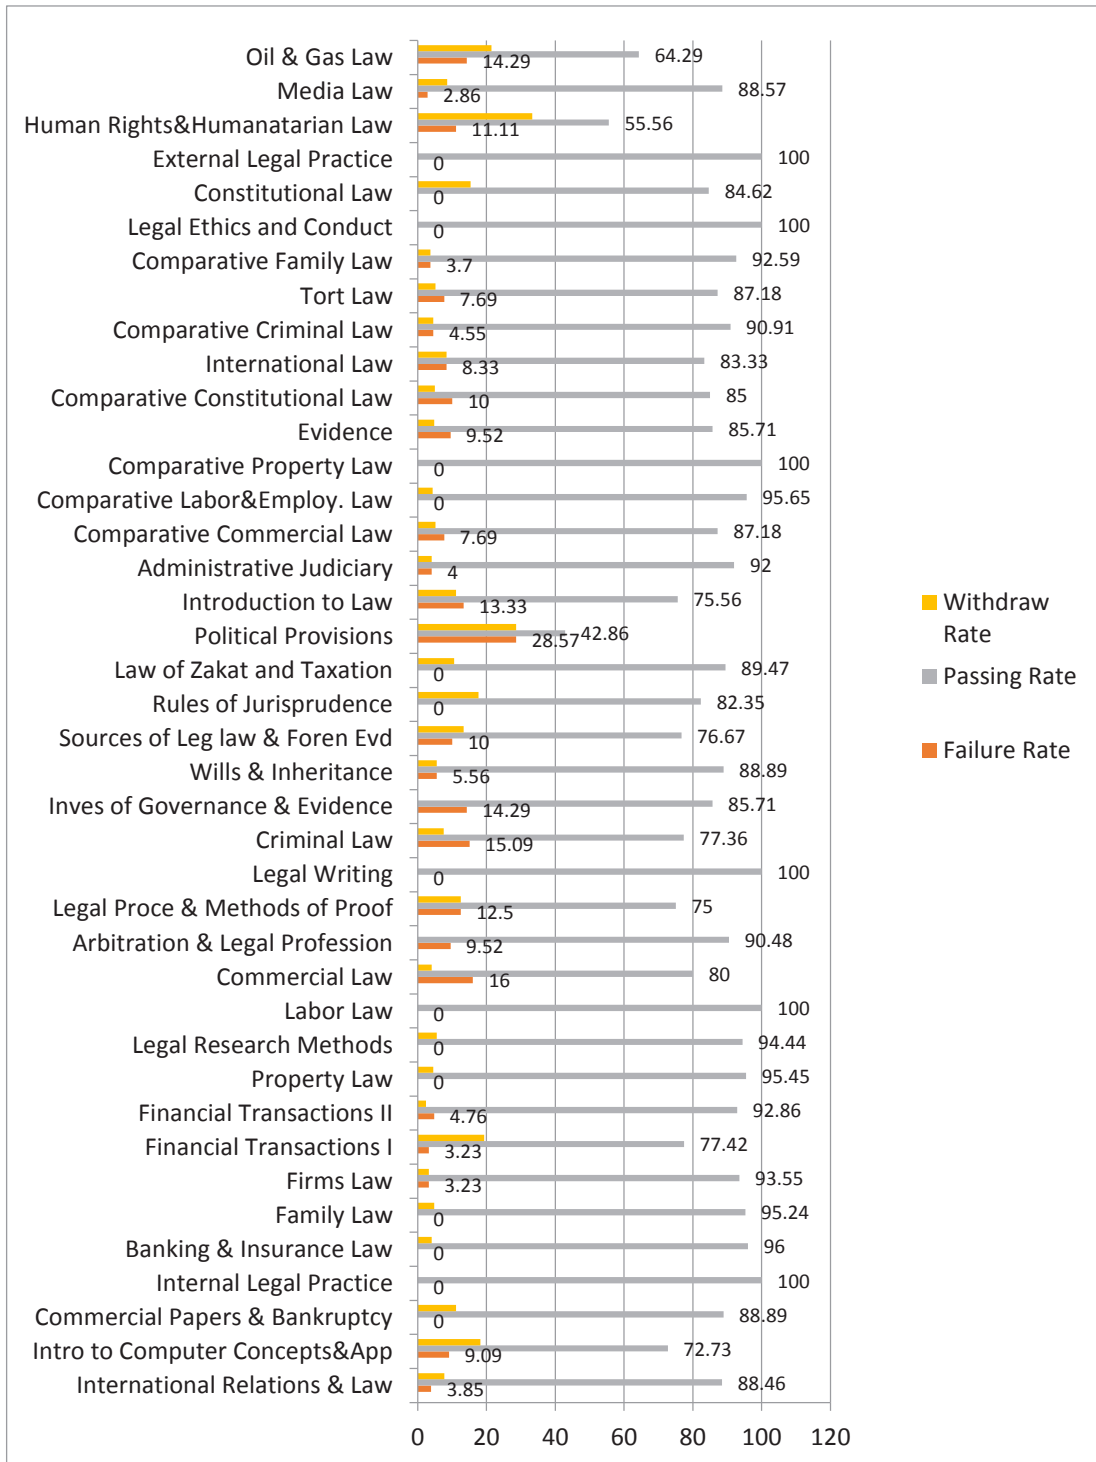 Oil & Gas Law 14.29 64.29
Media Law 2.86 88.57
Human Rights&Humanatarian Law 11.11 55.56
External Legal Practice 0 100
Constitutional Law 0 84.62
Legal Ethics and Conduct 0 100
Comparative Family Law 3.7 92.59
Tort Law 7.69 87.18
Comparative Criminal Law 4.55 90.91
International Law 8.33 83.33
Comparative Constitutional Law 10 85
Evidence 9.52 85.71
Comparative Property Law 0 100
Comparative Labor&Employ. Law 0 95.65
Comparative Commercial Law 7.69 87.18
Administrative Judiciary 4 92
Introduction to Law 13.33 75.56
Political Provisions 28.57 42.86
Law of Zakat and Taxation 0 89.47
Rules of Jurisprudence 0 82.35
Sources of Leg law & Foren Evd 10 76.67
Wills & Inheritance 5.56 88.89
Inves of Governance & Evidence 14.29 85.71
Criminal Law 15.09 77.36
Legal Writing 0 100
Legal Proce & Methods of Proof 12.5 75
Arbitration & Legal Profession 9.52 90.48
Commercial Law 16 80
Labor Law 0 100
Legal Research Methods 0 94.44
Property Law 0 95.45
Financial Transactions II 4.76 92.86
Financial Transactions I 3.23 77.42
Firms Law 3.23 93.55
Family Law 0 95.24
Banking & Insurance Law 0 96
Internal Legal Practice 0 100
Commercial Papers & Bankruptcy 0 88.89
Intro to Computer Concepts&App 9.09 72.73
International Relations & Law 3.85 88.46
0 20 40 60 80 100 120
Withdraw
Rate
Passing Rate
Failure Rate